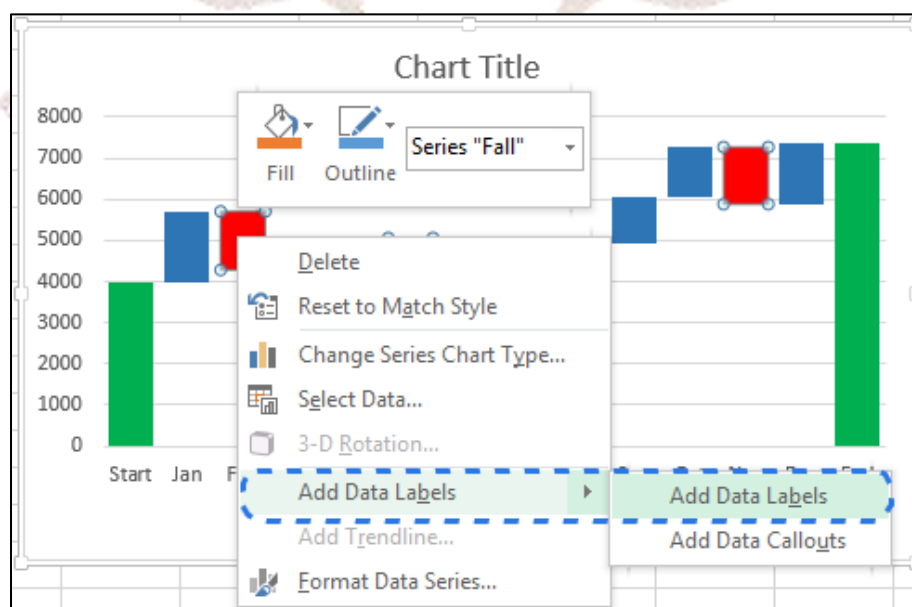 Chart Title
8000
7000
6000
5000
4000
3000
2000
1000
0
Start Jan
Fill
Outline
Series "Fall"
Delete
Reset to Match Style
Change Series Chart Type...
Select Data...
3-D Rotation...
Add Data Labels
Add Trendline...
Format Data Series...
Add Data Labels
Add Data Callouts